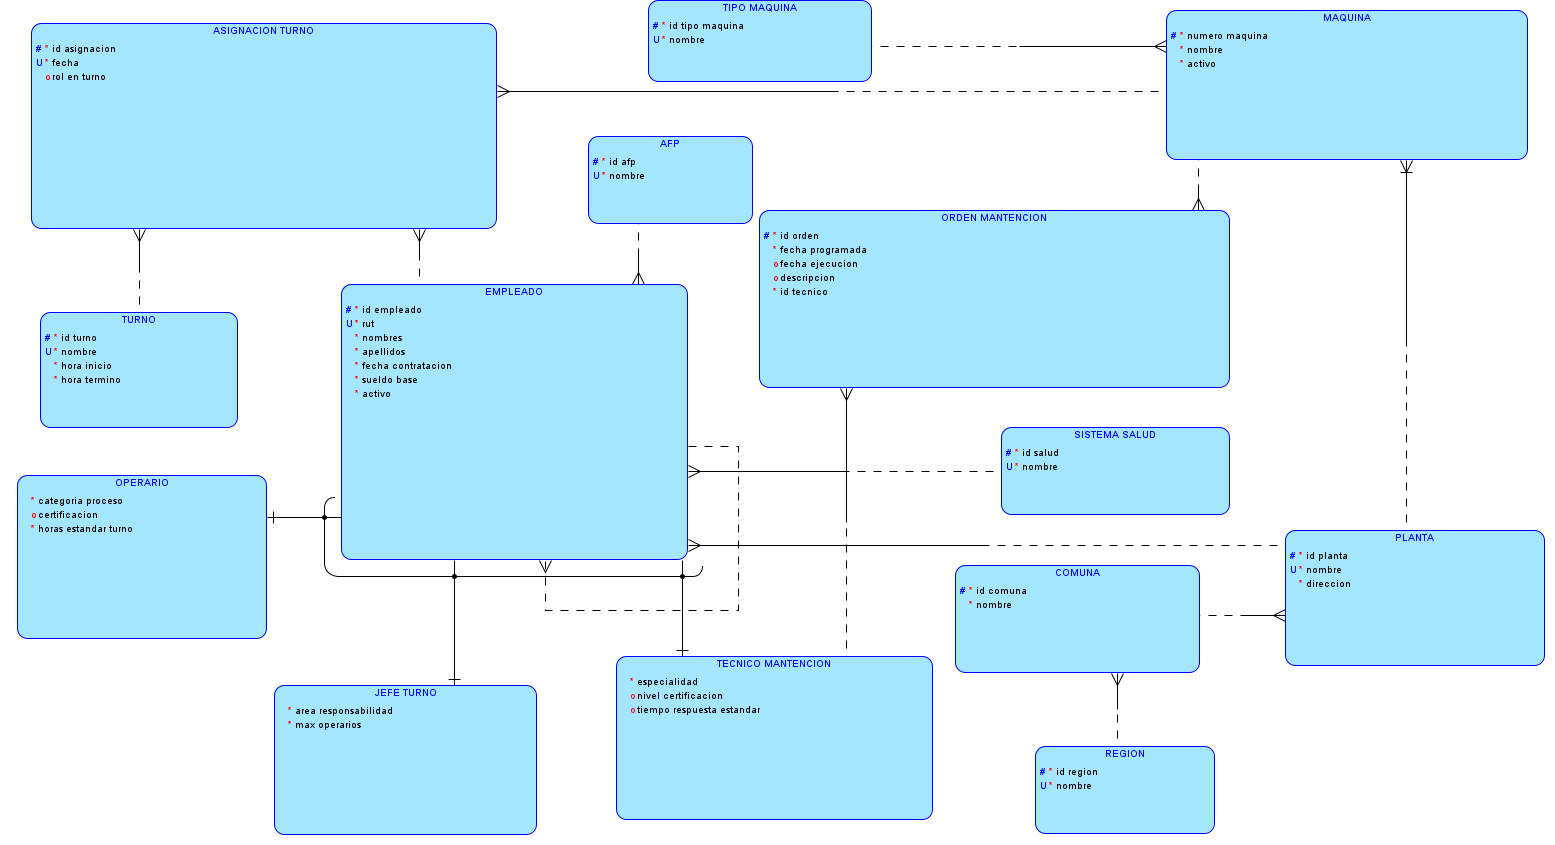 ASIGNACION TURNO
# * id asignacion
U * fecha
o rol en turno
TIPO MAQUINA
# * id tipo maquina
U * nombre
MAQUINA
# * numero maquina
* nombre
* activo
AFP
# * id afp
U * nombre
ORDEN MANTENCION
# * id orden
* fecha programada
o fecha ejecucion
o descripcion
* id tecnico
EMPLEADO
# * id empleado
U * rut
* nombres
* apellidos
* fecha contratacion
* sueldo base
* activo
TURNO
# * id turno
U * nombre
* hora inicio
* hora termino
SISTEMA SALUD
# * id salud
U * nombre
OPERARIO
* categoria proceso
o certificacion
* horas estandar turno
PLANTA
# * id planta
U * nombre
* direccion
COMUNA
# * id comuna
* nombre
TECNICO MANTENCION
* especialidad
o nivel certificacion
o tiempo respuesta estandar
JEFE TURNO
* area responsabilidad
* max operarios
REGION
# * id region
U * nombre